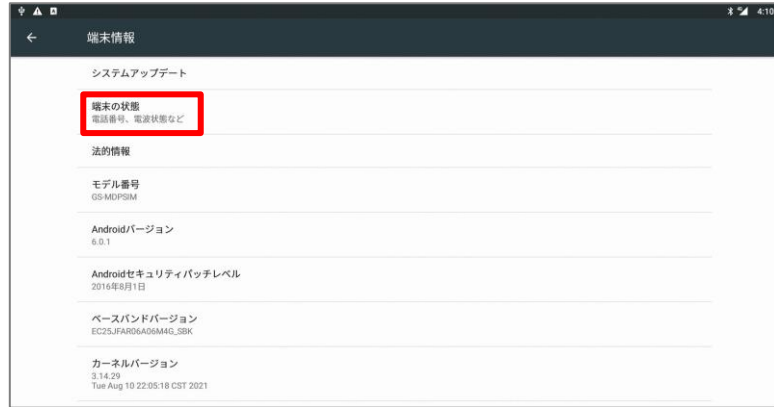 4:10
端末情報
システムアップデート
端末の状態
電話番号、電波状態など
法的情報
モデル番号
GS-MDPSIM
Androidバージョン
6.0.1
Androidセキュリティパッチレベル
2016年8月1日
ベースバンドバージョン
EC25JFAR06A06M4G_SBK
カーネルバージョン
3.14.29
Tue Aug 10 22:05:18 CST 2021